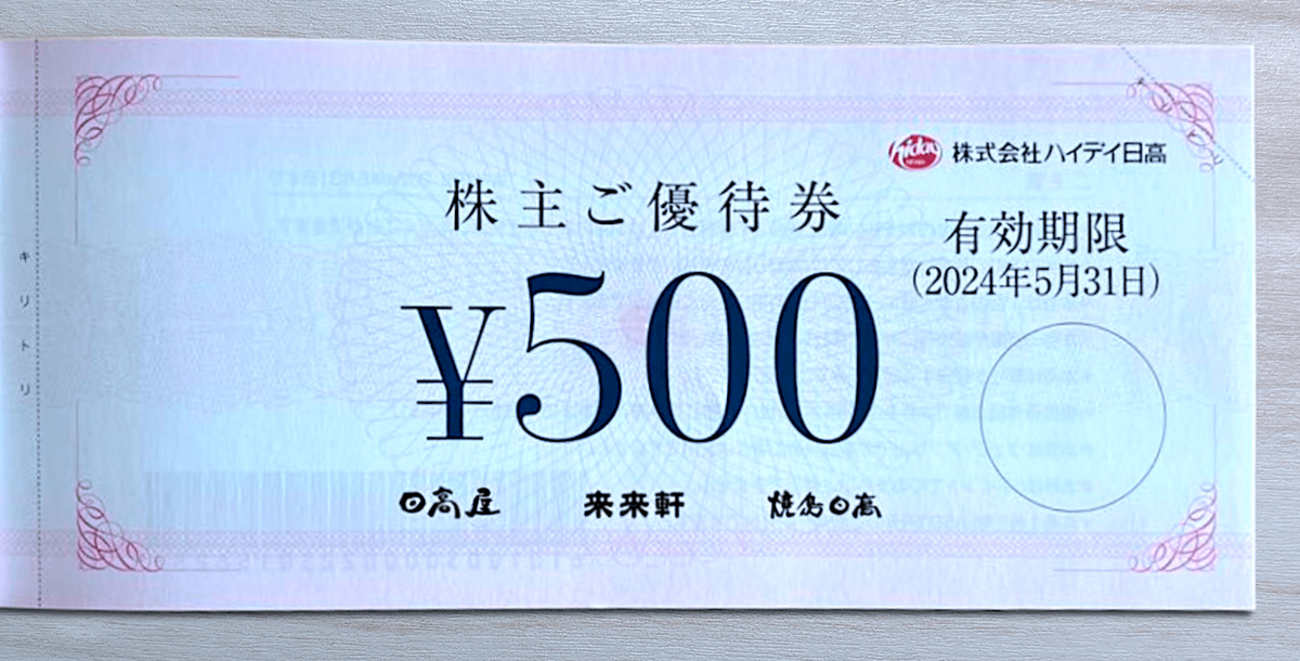 キリトリ
hiday
株式会社ハイデイ日高
株主ご優待券
有効期限
(2024年5月31日)
¥500
日高屋
来来軒
焼鳥日高